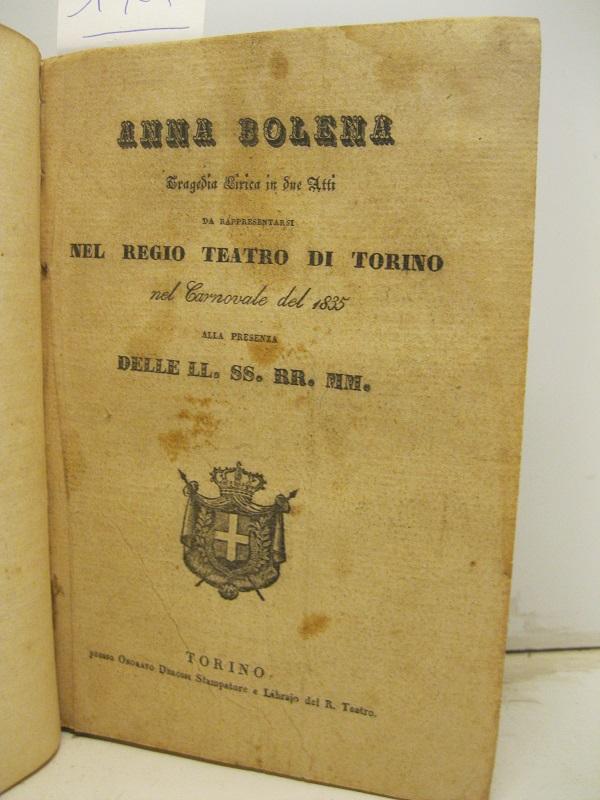 ANNA BOLENA
Tragedia Lirica in due Atti
DA RAPPRESENTARSI
NEL REGIO TEATRO DI TORINO
nel Carnovale del 1835
ALLA PRESENZA
DELLE LL. SS. RR. MM.
TORINO
presso ONORATO DEROSSI Stampatore e Librajo del R. Teatro.